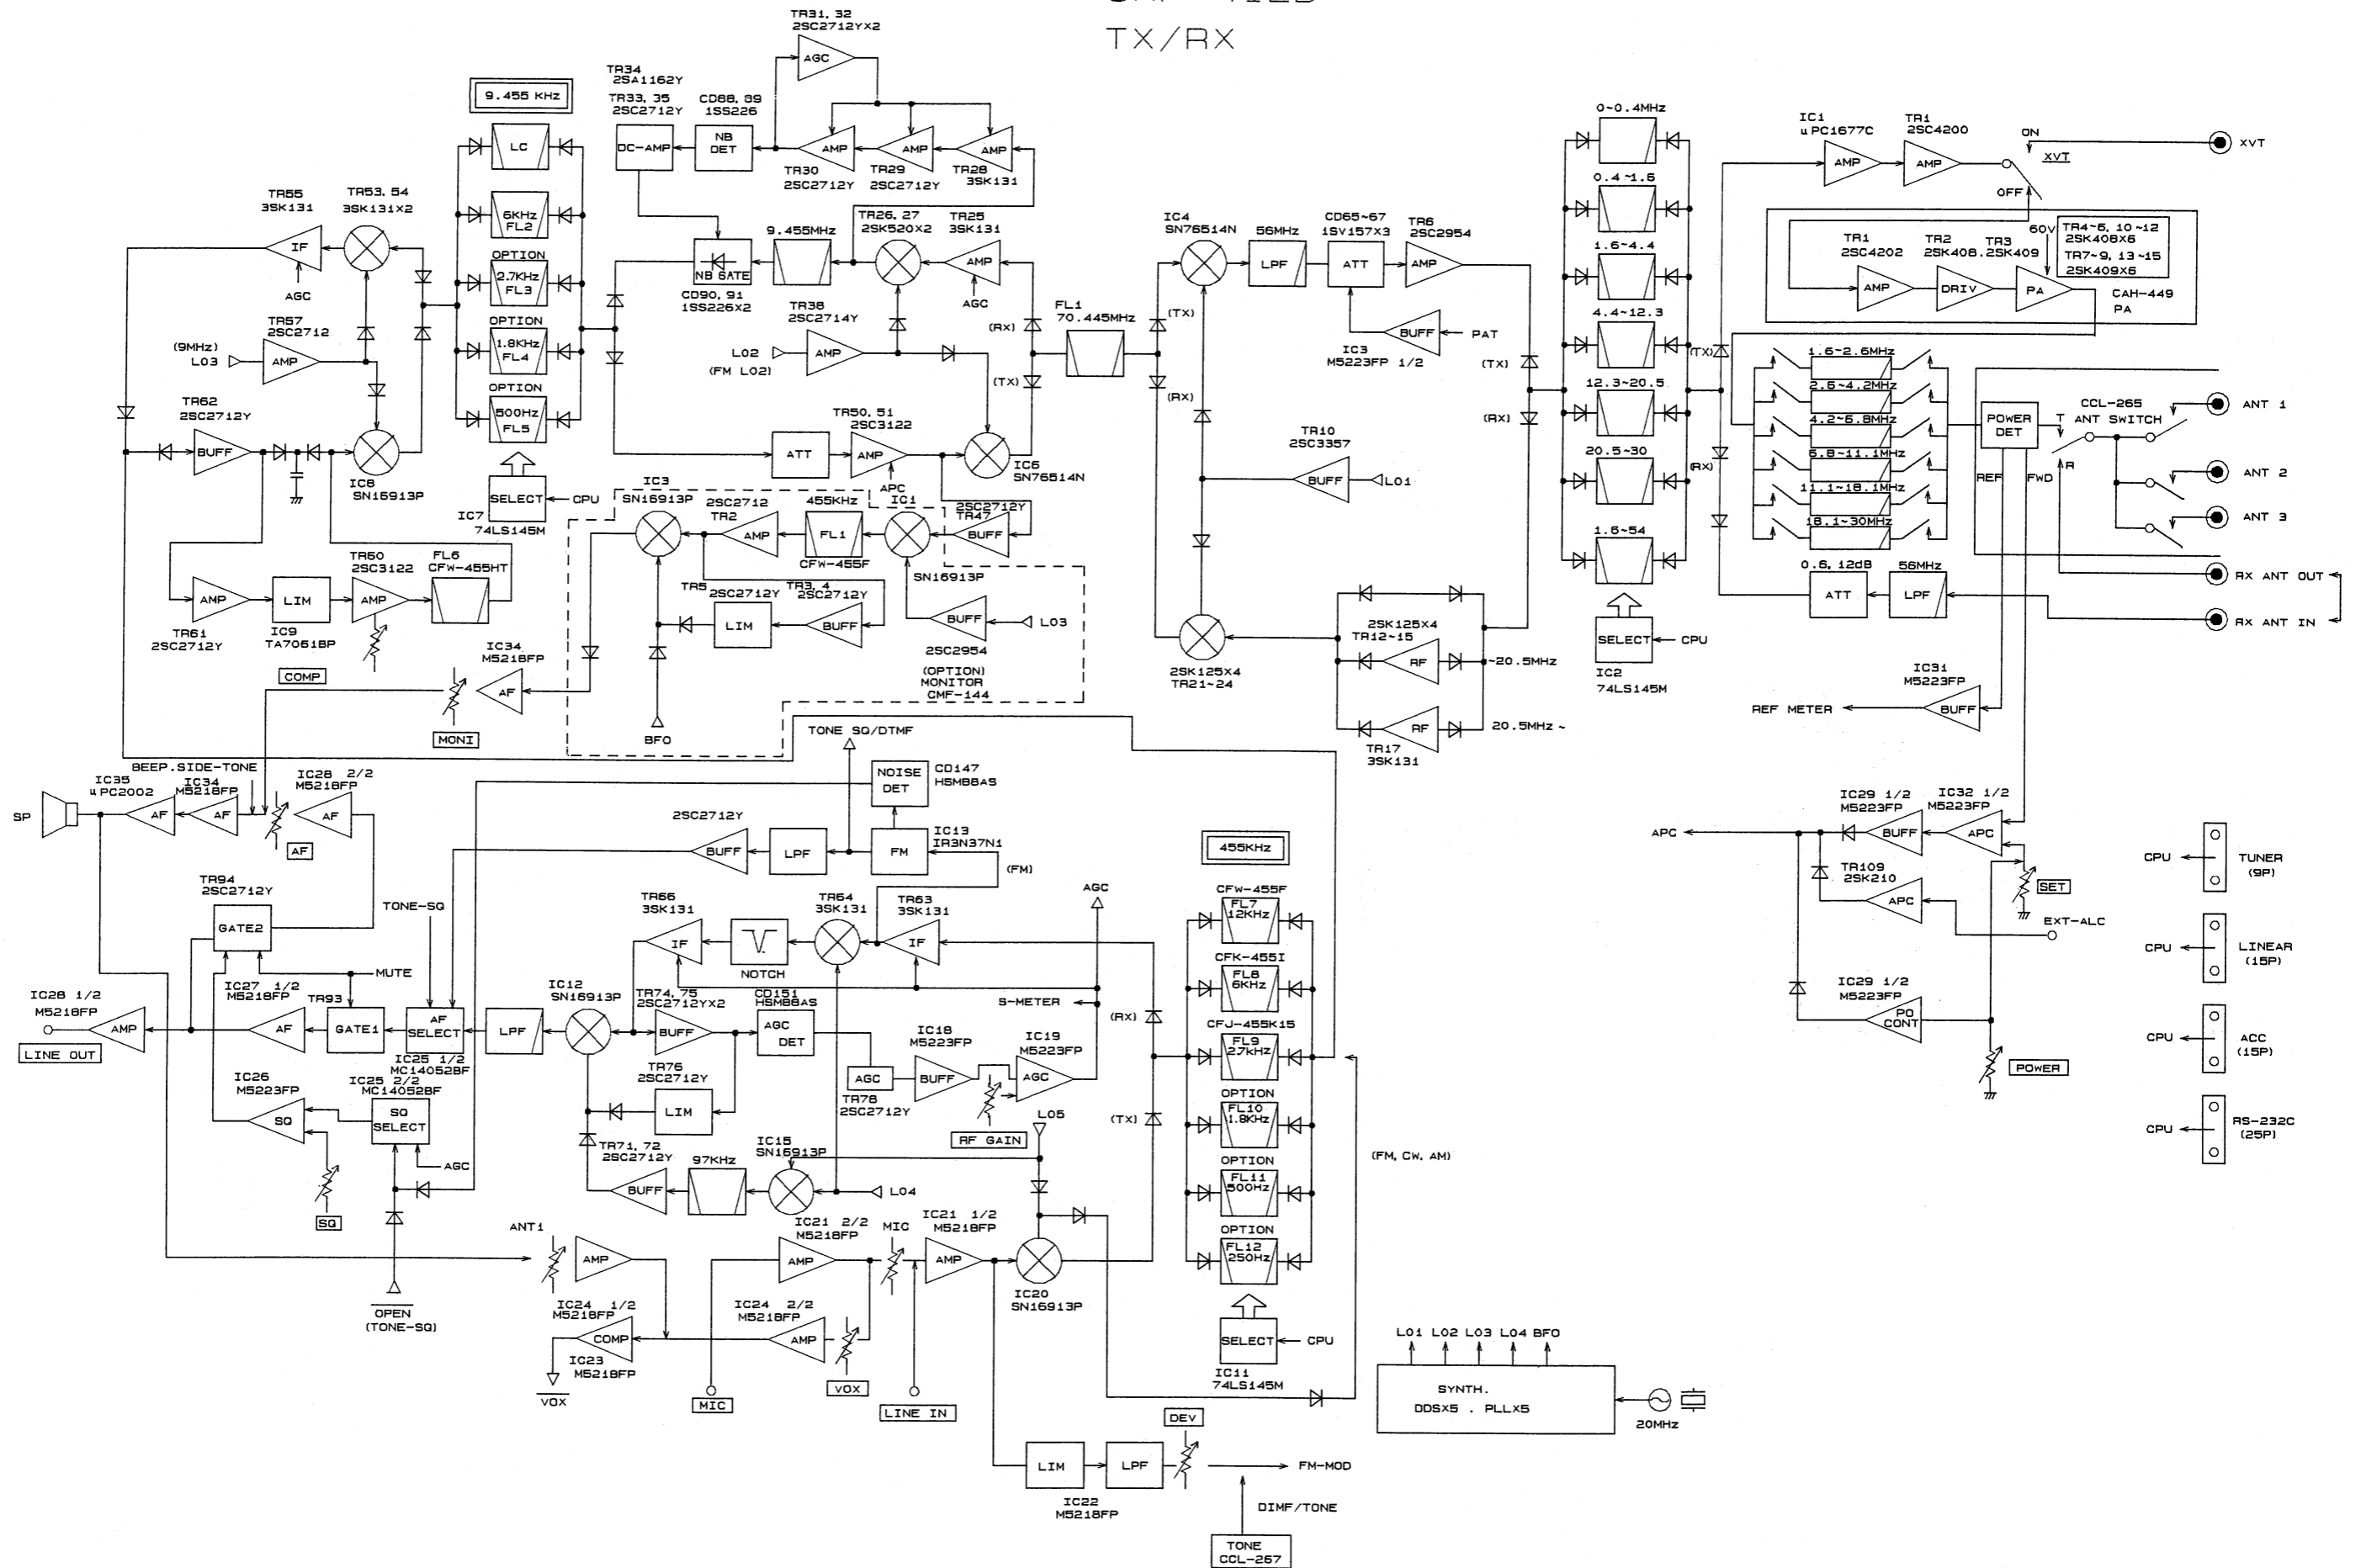 TX/RX
TR31, 32
2SC2712YX2
AGC
TR34
2SA1162Y
TR33, 35
2SC2712Y
CD88, 89
1SS226
9.455 KHz
DC-AMP
NB
DET
AMP
AMP
AMP
TR30
2SC2712Y
TR29
2SC2712Y
TR28
3SK131
LC
6KHz
FL2
OPTION
2.7KHz
FL3
OPTION
1.8KHz
FL4
OPTION
500Hz
FL5
SELECT
CPU
IC7
74LS145M
TR55
3SK131
TR53, 54
3SK131X2
IF
AGC
TR57
2SC2712
(9MHz)
LO3
AMP
TR62
2SC2712Y
BUFF
IC8
SN16913P
AMP
TR61
2SC2712Y
LIM
IC9
TA7061BP
TR60
2SC3122
AMP
FL6
CFW-455HT
COMP
NB GATE
CD90, 91
1SS226X2
9.455MHz
TR26, 27
2SK520X2
TR25
3SK131
AMP
AGC
TR38
2SC2714Y
LO2
(FM LO2)
AMP
(RX)
(TX)
FL1
70.445MHz
ATT
TR50, 51
2SC3122
AMP
APC
IC6
SN76514N
IC3
SN16913P
2SC2712
TR2
AMP
455KHz
FL1
CFW-455F
IC1
SN16913P
2SC2712Y
TR47
BUFF
TR5
2SC2712Y
LIM
TR3, 4
2SC2712Y
BUFF
BUFF
LO3
2SC2954
(OPTION)
MONITOR
CMF-144
BFO
IC34
M5218FP
AF
MONI
IC4
SN76514N
56MHz
LPF
CD65~67
1SV157X3
ATT
TR6
2SC2954
AMP
BUFF
PAT
IC3
M5223FP 1/2
(TX)
(RX)
TR10
2SC3357
BUFF
LO1
2SK125X4
TR21~24
2SK125X4
TR12~15
RF
~20.5MHz
RF
20.5MHz ~
TR17
3SK131
(TX)
(RX)
0~0.4MHz
0.4~1.6
1.6~4.4
4.4~12.3
12.3~20.5
20.5~30
1.6~54
SELECT
CPU
IC2
74LS145M
(TX)
(RX)
IC1
μPC1677C
AMP
TR1
2SC4200
AMP
ON
XVT
OFF
XVT
TR1
2SC4202
AMP
TR2
2SK408.
DRIV
TR3
2SK409
PA
60V
TR4~6, 10~12
2SK408X6
TR7~9, 13~15
2SK409X6
CAH-449
PA
1.6~2.6MHz
2.6~4.2MHz
4.2~6.8MHz
6.8~11.1MHz
11.1~18.1MHz
18.1~30MHz
POWER
DET
REF
FWD
T
R
CCL-265
ANT SWITCH
ANT 1
ANT 2
ANT 3
RX ANT OUT
RX ANT IN
0.6, 12dB
ATT
56MHz
LPF
IC31
M5223FP
REF METER
BUFF
TONE SQ/DTMF
BEEP.SIDE-TONE
SP
IC35
μPC2002
AF
IC34
M5218FP
AF
IC28 2/2
M5218FP
AF
AF
NOISE
DET
CD147
HSM88AS
2SC2712Y
BUFF
LPF
FM
IC13
IR3N37N1
(FM)
TR94
2SC2712Y
GATE2
TONE-SQ
MUTE
IC28 1/2
M5218FP
AMP
LINE OUT
IC27 1/2
M5218FP
AF
TR93
GATE1
AF
SELECT
IC25 1/2
MC14052BF
LPF
IC12
SN16913P
TR66
3SK131
IF
NOTCH
TR64
3SK131
TR63
3SK131
IF
TR74, 75
2SC2712YX2
BUFF
CD151
HSM88AS
AGC
DET
AGC
TR78
2SC2712Y
IC18
M5223FP
BUFF
IC19
M5223FP
AGC
RF GAIN
AGC
S-METER
TR76
2SC2712Y
LIM
IC26
M5223FP
SQ
IC25 2/2
MC14052BF
SQ
SELECT
AGC
SQ
OPEN
(TONE-SQ)
TR71, 72
2SC2712Y
BUFF
97KHz
IC15
SN16913P
LO4
LO5
(RX)
(TX)
455KHz
CFW-455F
FL7
12KHz
CFK-455I
FL8
6KHz
CFJ-455K15
FL9
2.7KHz
OPTION
FL10
1.8KHz
OPTION
FL11
500Hz
OPTION
FL12
250Hz
SELECT
CPU
IC11
74LS145M
(FM, CW, AM)
ANT1
AMP
IC24 1/2
M5218FP
COMP
IC23
M5218FP
VOX
IC24 2/2
M5218FP
AMP
VOX
IC21 2/2
M5218FP
AMP
MIC
MIC
IC21 1/2
M5218FP
AMP
LINE IN
IC20
SN16913P
LIM
LPF
IC22
M5218FP
DEV
FM-MOD
DIMF/TONE
TONE
CCL-267
LO1 LO2 LO3 LO4 BFO
SYNTH.
DDSX5 . PLLX5
20MHz
APC
IC29 1/2
M5223FP
BUFF
IC32 1/2
M5223FP
APC
TR109
2SK210
APC
SET
EXT-ALC
IC29 1/2
M5223FP
PO
CONT
POWER
CPU
TUNER
(9P)
CPU
LINEAR
(15P)
CPU
ACC
(15P)
CPU
RS-232C
(25P)